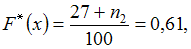 F*(x) = (27 + n₂)/100 = 0,61,